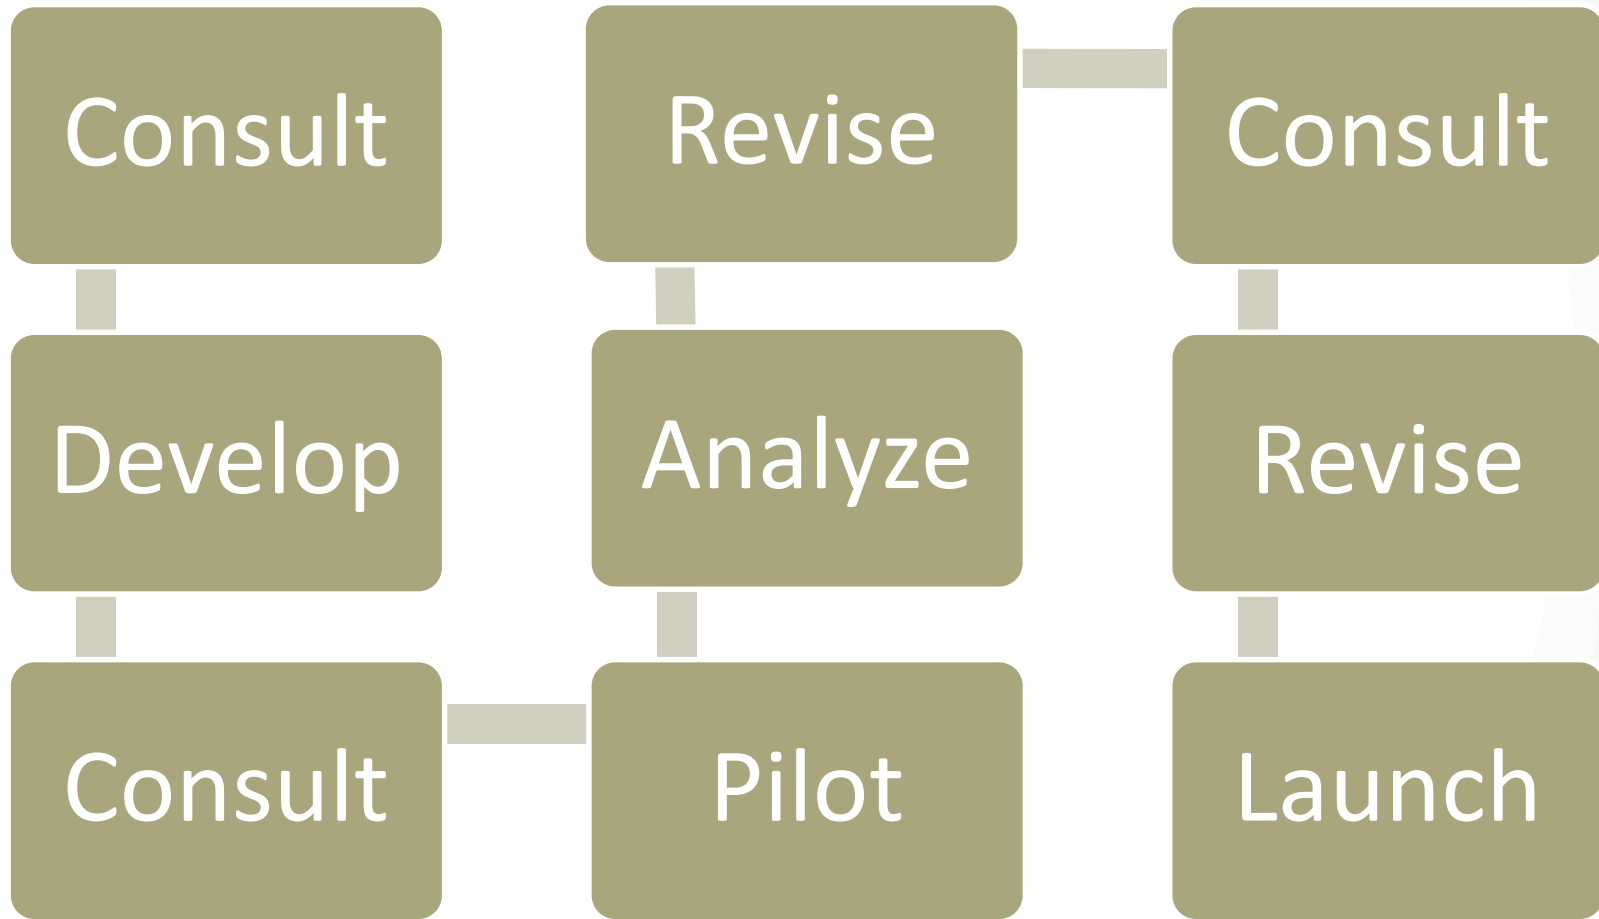 Consult
Develop
Consult
Pilot
Analyze
Revise
Consult
Revise
Launch